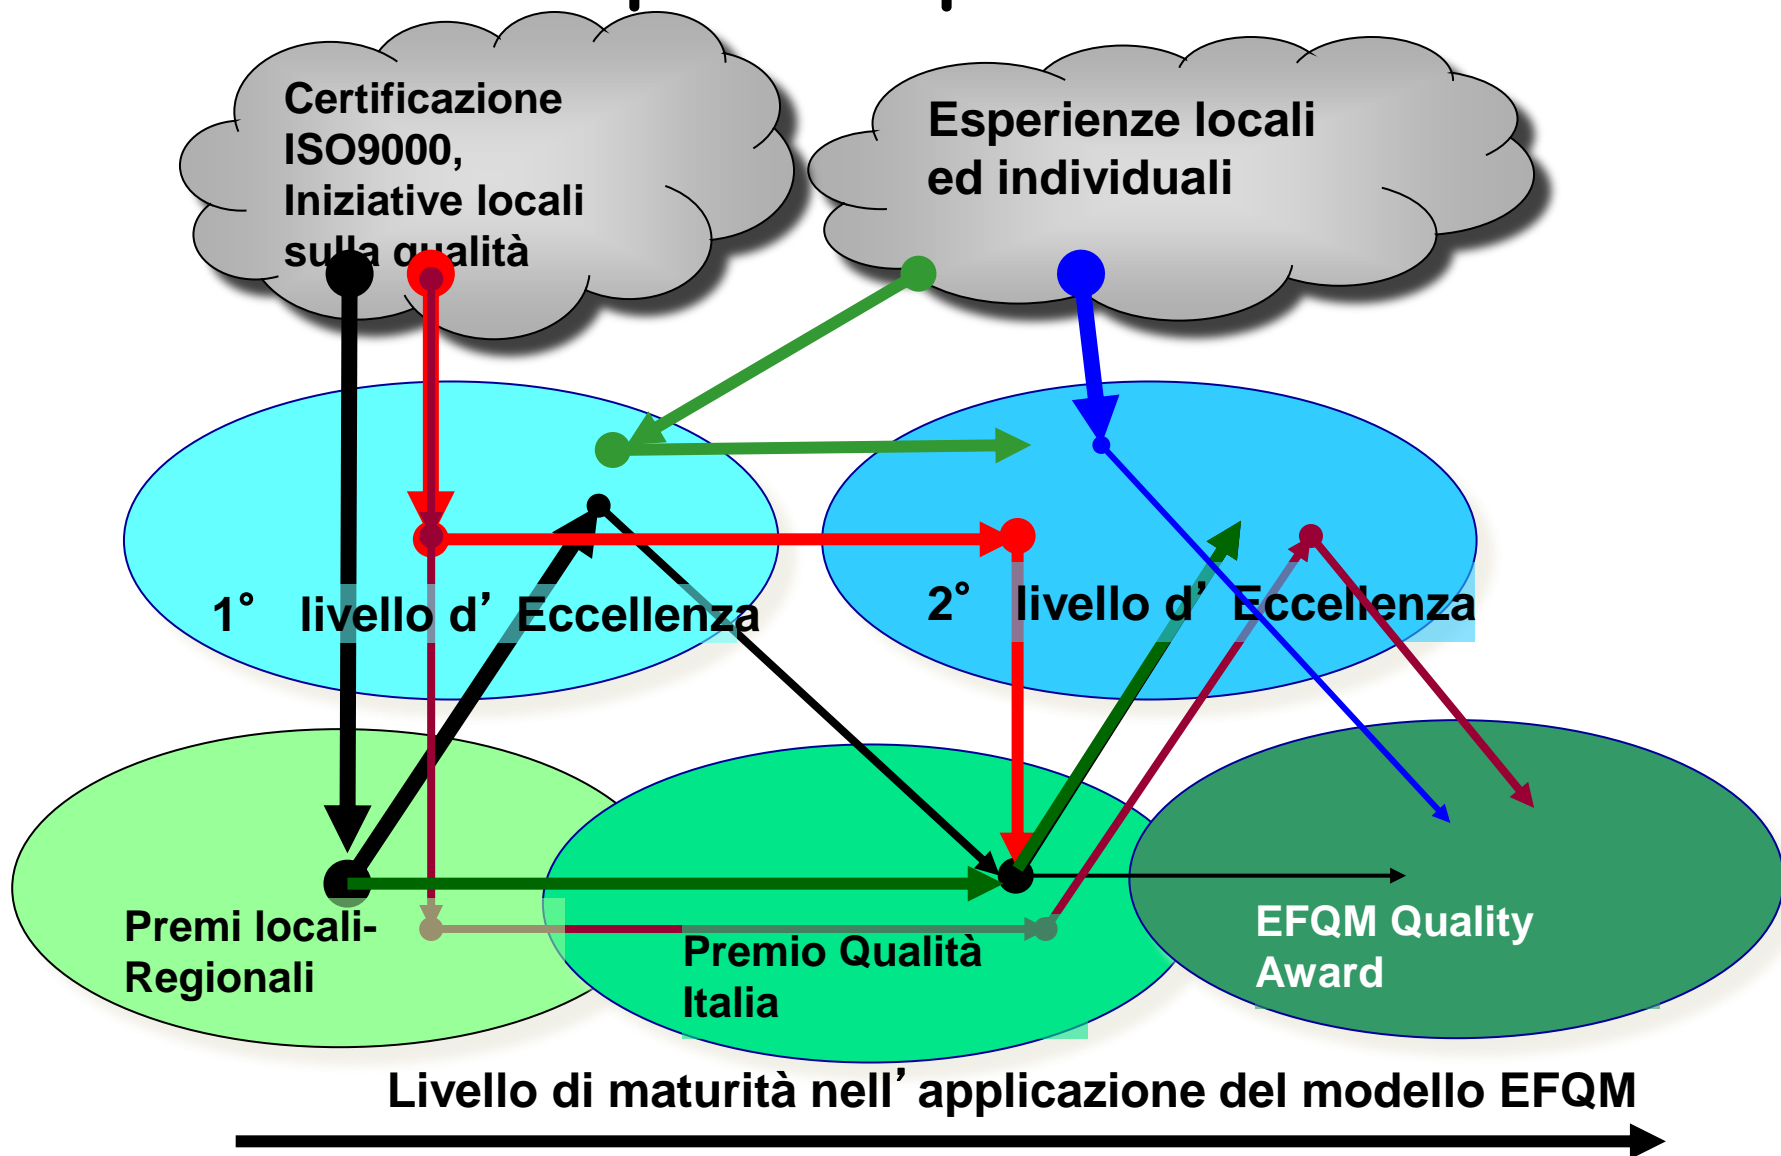 Certificazione
ISO9000,
Iniziative locali
sulla qualità
Esperienze locali
ed individuali
1° livello d’ Eccellenza
2° livello d’ Eccellenza
Premi locali-
Regionali
Premio Qualità
Italia
EFQM Quality
Award
Livello di maturità nell’ applicazione del modello EFQM